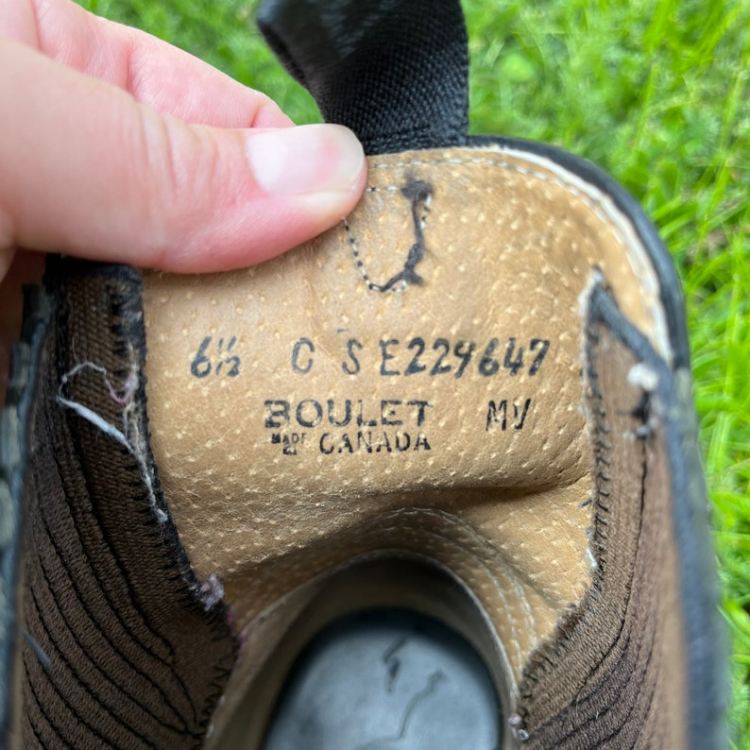 6½ C S E229647
BOULET MV
MADE IN CANADA